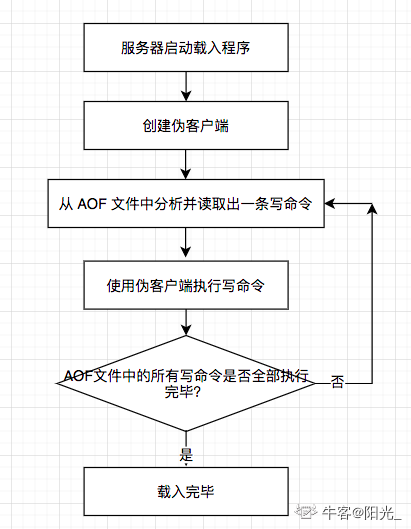 服务器启动载入程序
创建伪客户端
从 AOF 文件中分析并读取出一条写命令
使用伪客户端执行写命令
AOF文件中的所有写命令是否全部执行
完毕?
否
是
载入完毕
牛客@阳光_